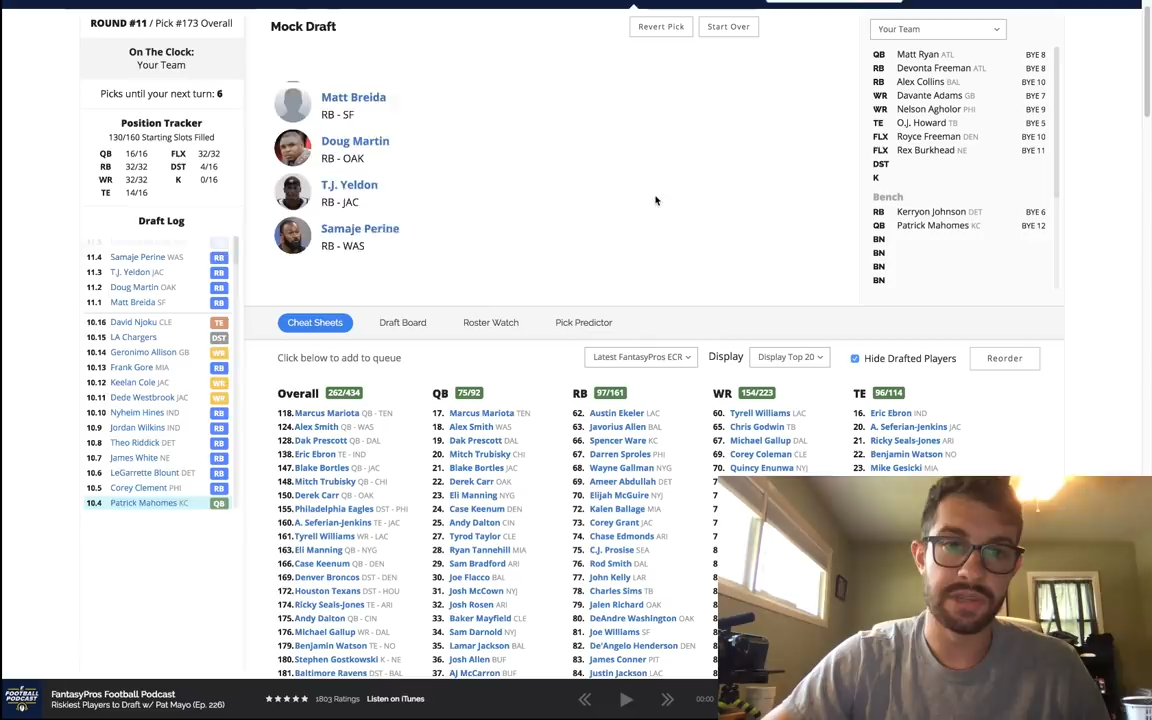 ROUND #11 / Pick #173 Overall
On The Clock:
Your Team
Picks until your next turn: 6
Position Tracker
130/160 Starting Slots Filled
QB 16/16 FLX 32/32
RB 32/32 DST 4/16
WR 32/32 K 0/16
TE 14/16
Draft Log
11.4 Samaje Perine WAS RB
11.3 T.J. Yeldon JAC RB
11.2 Doug Martin OAK RB
11.1 Matt Breida SF RB
10.16 David Njoku CLE TE
10.15 LA Chargers DST
10.14 Geronimo Allison GB WR
10.13 Frank Gore MIA RB
10.12 Keelan Cole JAC WR
10.11 Dede Westbrook JAC WR
10.10 Nyheim Hines IND RB
10.9 Jordan Wilkins IND RB
10.8 Theo Riddick DET RB
10.7 James White NE RB
10.6 LeGarrette Blount DET RB
10.5 Corey Clement PHI RB
10.4 Patrick Mahomes KC QB
Mock Draft
Revert Pick
Start Over
Matt Breida
RB - SF
Doug Martin
RB - OAK
T.J. Yeldon
RB - JAC
Samaje Perine
RB - WAS
Your Team
QB Matt Ryan ATL BYE 8
RB Devonta Freeman ATL BYE 8
RB Alex Collins BAL BYE 10
WR Davante Adams GB BYE 7
WR Nelson Agholor PHI BYE 9
TE O.J. Howard TB BYE 5
FLX Royce Freeman DEN BYE 10
FLX Rex Burkhead NE BYE 11
DST
K
Bench
RB Kerryon Johnson DET BYE 6
QB Patrick Mahomes KC BYE 12
BN
BN
BN
BN
Cheat Sheets Draft Board Roster Watch Pick Predictor
Click below to add to queue
Latest FantasyPros ECR Display Display Top 20 Hide Drafted Players Reorder
Overall 262/434
118. Marcus Mariota QB - TEN
124. Alex Smith QB - WAS
128. Dak Prescott QB - DAL
138. Eric Ebron TE - IND
147. Blake Bortles QB - JAC
148. Mitch Trubisky QB - CHI
150. Derek Carr QB - OAK
155. Philadelphia Eagles DST - PHI
160. A. Seferian-Jenkins TE - JAC
161. Tyrell Williams WR - LAC
163. Eli Manning QB - NYG
166. Case Keenum QB - DEN
169. Denver Broncos DST - DEN
172. Houston Texans DST - HOU
174. Ricky Seals-Jones TE - ARI
175. Andy Dalton QB - CIN
176. Michael Gallup WR - DAL
179. Benjamin Watson TE - NO
180. Stephen Gostkowski K - NE
181. Baltimore Ravens DST - BAL
QB 75/92
17. Marcus Mariota TEN
18. Alex Smith WAS
19. Dak Prescott DAL
20. Mitch Trubisky CHI
21. Blake Bortles JAC
22. Derek Carr OAK
23. Eli Manning NYG
24. Case Keenum DEN
25. Andy Dalton CIN
27. Tyrod Taylor CLE
28. Ryan Tannehill MIA
29. Sam Bradford ARI
30. Joe Flacco BAL
31. Josh McCown NYJ
32. Josh Rosen ARI
33. Baker Mayfield CLE
34. Sam Darnold NYJ
35. Lamar Jackson BAL
36. Josh Allen BUF
37. AJ McCarron BUF
RB 97/161
62. Austin Ekeler LAC
63. Javorius Allen BAL
66. Spencer Ware KC
67. Darren Sproles PHI
68. Wayne Gallman NYG
69. Ameer Abdullah DET
70. Elijah McGuire NYJ
72. Kalen Ballage MIA
73. Corey Grant JAC
74. Chase Edmonds ARI
75. C.J. Prosise SEA
76. Rod Smith DAL
77. John Kelly LAR
78. Charles Sims TB
79. Jalen Richard OAK
80. DeAndre Washington OAK
81. Joe Williams SF
82. De'Angelo Henderson DEN
83. James Conner PIT
84. Justin Jackson LAC
WR 154/223
60. Tyrell Williams LAC
65. Chris Godwin TB
67. Michael Gallup DAL
69. Corey Coleman CLE
70. Quincy Enunwa NYJ
7
7
7
7
8
8
8
8
8
8
8
8
8
8
TE 96/114
16. Eric Ebron IND
20. A. Seferian-Jenkins JAC
21. Ricky Seals-Jones ARI
22. Benjamin Watson NO
23. Mike Gesicki MIA
FOOTBALL
PODCAST
FantasyPros Football Podcast
Riskiest Players to Draft w/ Pat Mayo (Ep. 226)
1803 Ratings Listen on iTunes
00:00